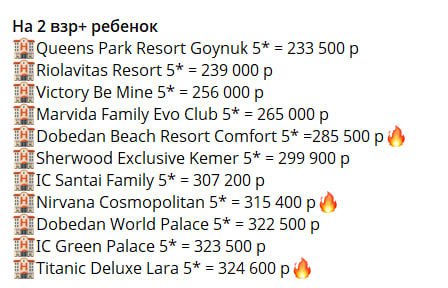 На 2 взр+ ребенок
🏨Queens Park Resort Goynuk 5* = 233 500 р
🏨Riolavitas Resort 5* = 239 000 р
🏨Victory Be Mine 5* = 256 000 р
🏨Marvida Family Evo Club 5* = 265 000 р
🏨Dobedan Beach Resort Comfort 5* =285 500 р🔥
🏨Sherwood Exclusive Kemer 5* = 299 900 р
🏨IC Santai Family 5* = 307 200 р
🏨Nirvana Cosmopolitan 5* = 315 400 р🔥
🏨Dobedan World Palace 5* = 322 500 р
🏨IC Green Palace 5* = 323 500 р
🏨Titanic Deluxe Lara 5* = 324 600 р🔥